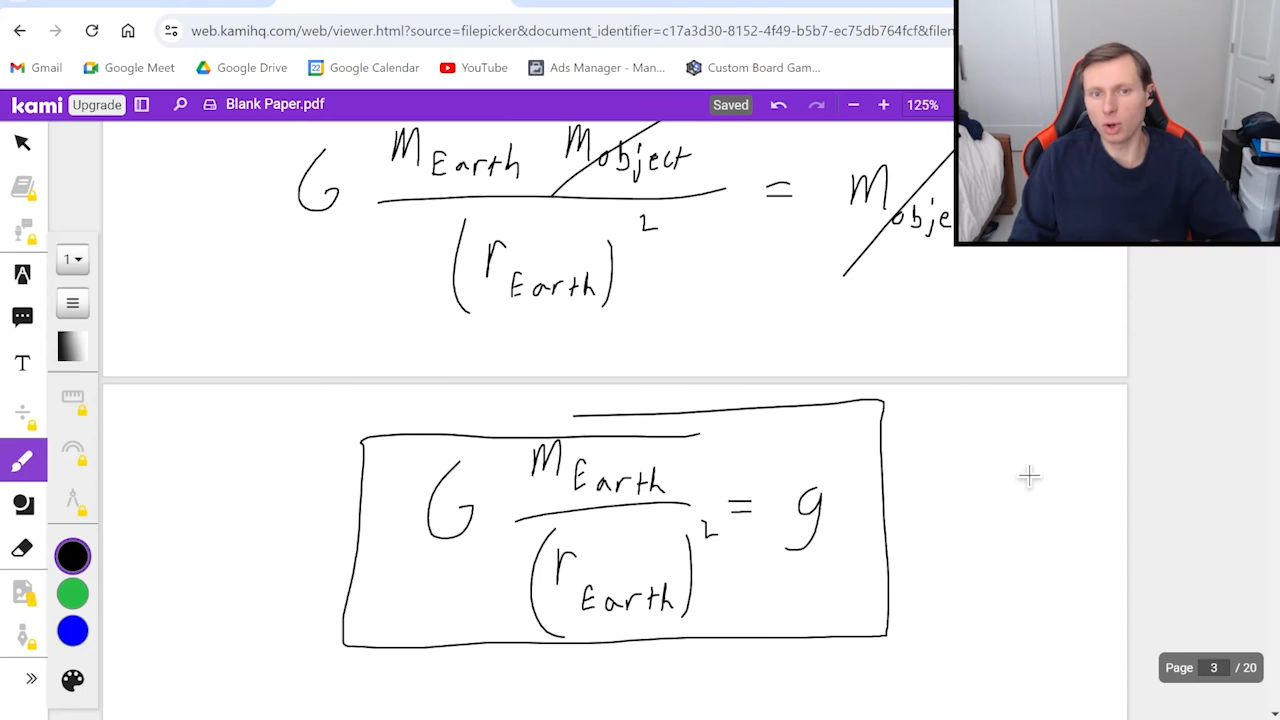 web.kamihq.com/web/viewer.html?source=filepicker&document_identifier=c17a3d30-8152-4f49-b5b7-ec75db764fcf&filen
Gmail Google Meet Google Drive 22 Google Calendar YouTube Ads Manager - Man... Custom Board Gam...
kami Upgrade Blank Paper.pdf Saved 125%
G m Earth m object
(r Earth)² = m obje
1
A
T
G m Earth
(r Earth)² = g
Page 3 / 20